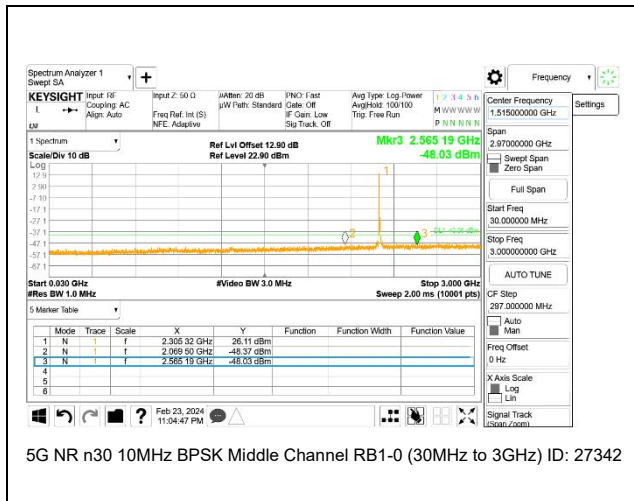 Spectrum Analyzer 1
Swept SA
+
Frequency
KEYSIGHT
Input: RF
Coupling: AC
Align: Auto
Input Z: 50 Ω
Freq Ref: Int (S)
NFE: Adaptive
#Atten: 20 dB
µW Path: Standard
PNO: Fast
Gate: Off
IF Gain: Low
Sig Track: Off
Avg Type: Log-Power
Avg|Hold: 100/100
Trig: Free Run
1 2 3 4 5 6
M W W W W W
P N N N N N
L
LXI
1 Spectrum
Scale/Div 10 dB
Ref Lvl Offset 12.90 dB
Ref Level 22.90 dBm
Mkr3 2.565 19 GHz
-48.03 dBm
Log
12.9
2.90
-7.10
-17.1
-27.1
-37.1
-47.1
-57.1
-67.1
1
2
3
Start 0.030 GHz
#Res BW 1.0 MHz
#Video BW 3.0 MHz
Stop 3.000 GHz
Sweep 2.00 ms (10001 pts)
5 Marker Table
Mode Trace Scale X Y Function Function Width Function Value
1 N 1 f 2.305 32 GHz 26.11 dBm
2 N 1 f 2.069 50 GHz -48.37 dBm
3 N 1 f 2.565 19 GHz -48.03 dBm
4
5
6
?
Feb 23, 2024
11:04:47 PM
Center Frequency
1.515000000 GHz
Settings
Span
2.97000000 GHz
Swept Span
Zero Span
Full Span
Start Freq
30.000000 MHz
Stop Freq
3.00000000 GHz
AUTO TUNE
CF Step
297.000000 MHz
Auto
Man
Freq Offset
0 Hz
X Axis Scale
Log
Lin
Signal Track
(Span Zoom)
5G NR n30 10MHz BPSK Middle Channel RB1-0 (30MHz to 3GHz) ID: 27342